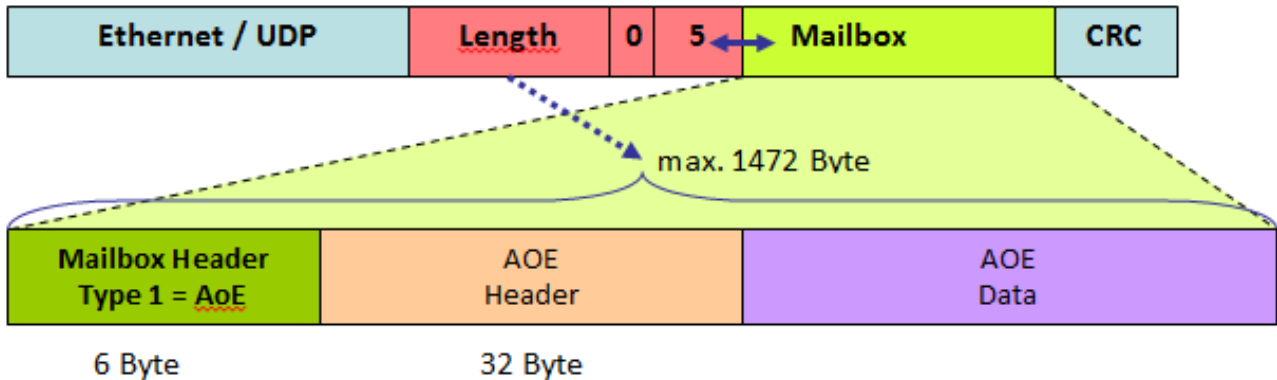 Ethernet / UDP Length 0 5 Mailbox CRC
max. 1472 Byte
Mailbox Header
Type 1 = AoE
AOE
Header
AOE
Data
6 Byte
32 Byte